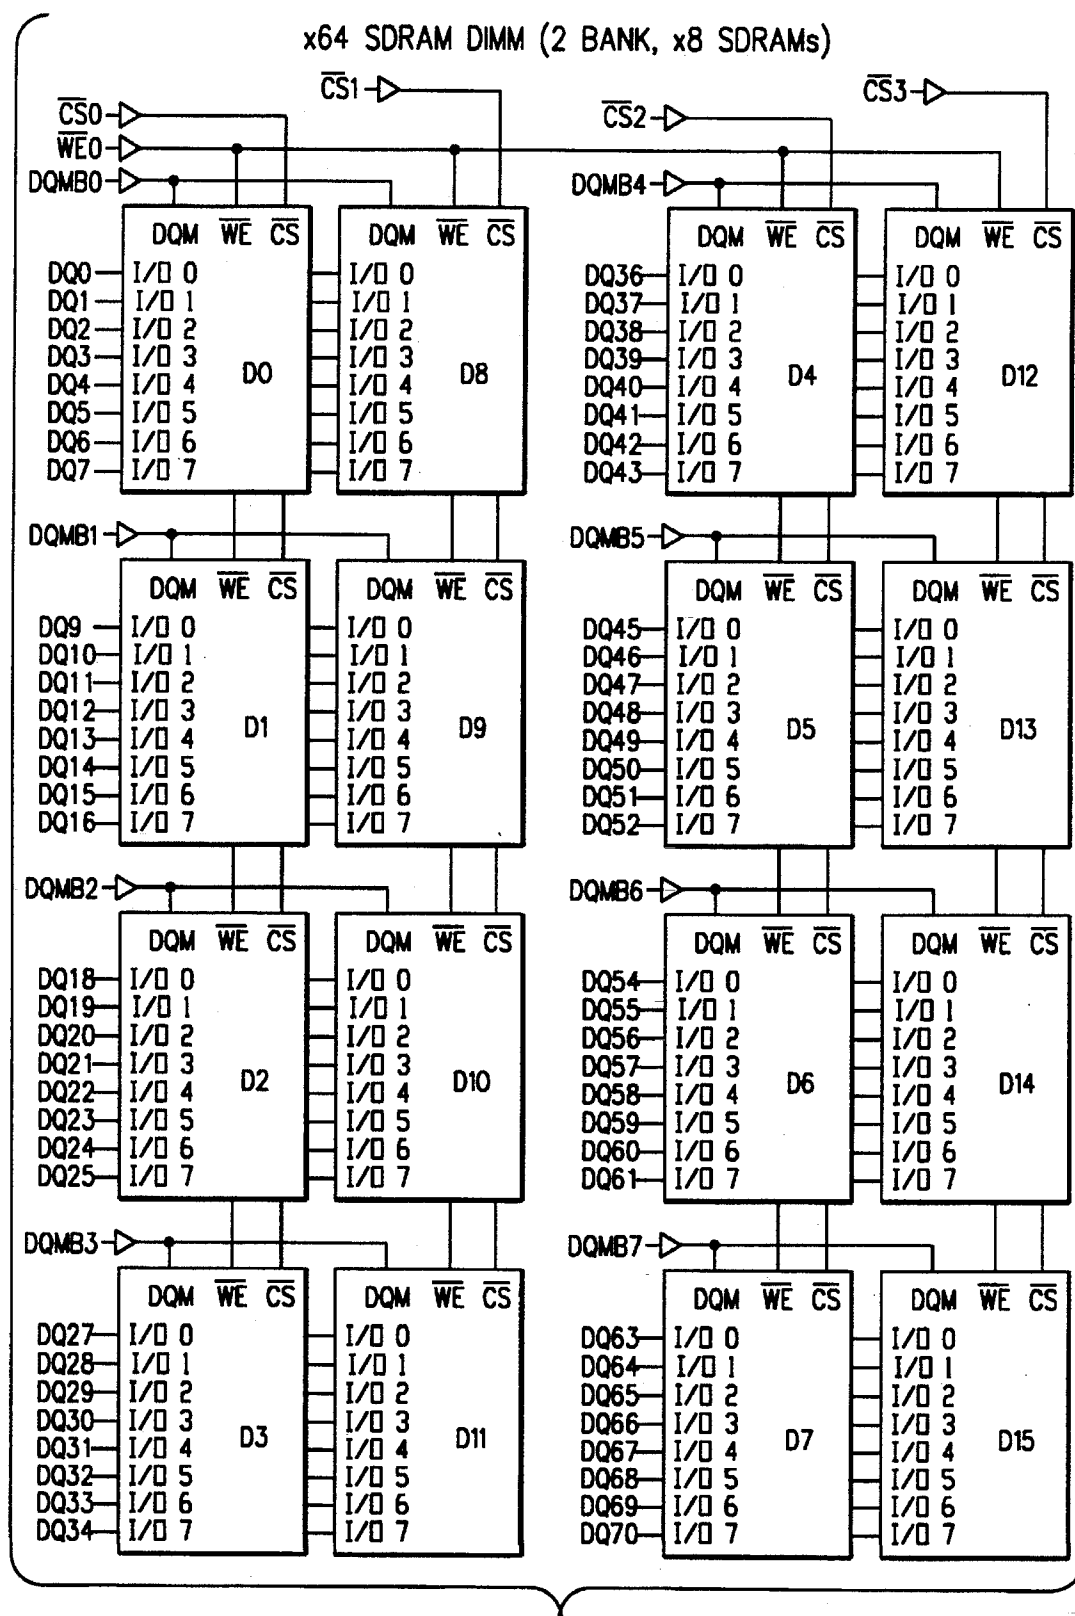 x64 SDRAM DIMM (2 BANK, x8 SDRAMs)
CS1 CS3
CS0 CS2
WE0
DQMB0 DQMB4
DQM WE CS DQM WE CS DQM WE CS DQM WE CS
DQ0 I/O 0 I/O 0 DQ36 I/O 0 I/O 0
DQ1 I/O 1 I/O 1 DQ37 I/O 1 I/O 1
DQ2 I/O 2 I/O 2 DQ38 I/O 2 I/O 2
DQ3 I/O 3 I/O 3 DQ39 I/O 3 I/O 3
D0 D8 D4 D12
DQ4 I/O 4 I/O 4 DQ40 I/O 4 I/O 4
DQ5 I/O 5 I/O 5 DQ41 I/O 5 I/O 5
DQ6 I/O 6 I/O 6 DQ42 I/O 6 I/O 6
DQ7 I/O 7 I/O 7 DQ43 I/O 7 I/O 7
DQMB1 DQMB5
DQM WE CS DQM WE CS DQM WE CS DQM WE CS
DQ9 I/O 0 I/O 0 DQ45 I/O 0 I/O 0
DQ10 I/O 1 I/O 1 DQ46 I/O 1 I/O 1
DQ11 I/O 2 I/O 2 DQ47 I/O 2 I/O 2
DQ12 I/O 3 I/O 3 DQ48 I/O 3 I/O 3
D1 D9 D5 D13
DQ13 I/O 4 I/O 4 DQ49 I/O 4 I/O 4
DQ14 I/O 5 I/O 5 DQ50 I/O 5 I/O 5
DQ15 I/O 6 I/O 6 DQ51 I/O 6 I/O 6
DQ16 I/O 7 I/O 7 DQ52 I/O 7 I/O 7
DQMB2 DQMB6
DQM WE CS DQM WE CS DQM WE CS DQM WE CS
DQ18 I/O 0 I/O 0 DQ54 I/O 0 I/O 0
DQ19 I/O 1 I/O 1 DQ55 I/O 1 I/O 1
DQ20 I/O 2 I/O 2 DQ56 I/O 2 I/O 2
DQ21 I/O 3 I/O 3 DQ57 I/O 3 I/O 3
D2 D10 D6 D14
DQ22 I/O 4 I/O 4 DQ58 I/O 4 I/O 4
DQ23 I/O 5 I/O 5 DQ59 I/O 5 I/O 5
DQ24 I/O 6 I/O 6 DQ60 I/O 6 I/O 6
DQ25 I/O 7 I/O 7 DQ61 I/O 7 I/O 7
DQMB3 DQMB7
DQM WE CS DQM WE CS DQM WE CS DQM WE CS
DQ27 I/O 0 I/O 0 DQ63 I/O 0 I/O 0
DQ28 I/O 1 I/O 1 DQ64 I/O 1 I/O 1
DQ29 I/O 2 I/O 2 DQ65 I/O 2 I/O 2
DQ30 I/O 3 I/O 3 DQ66 I/O 3 I/O 3
D3 D11 D7 D15
DQ31 I/O 4 I/O 4 DQ67 I/O 4 I/O 4
DQ32 I/O 5 I/O 5 DQ68 I/O 5 I/O 5
DQ33 I/O 6 I/O 6 DQ69 I/O 6 I/O 6
DQ34 I/O 7 I/O 7 DQ70 I/O 7 I/O 7